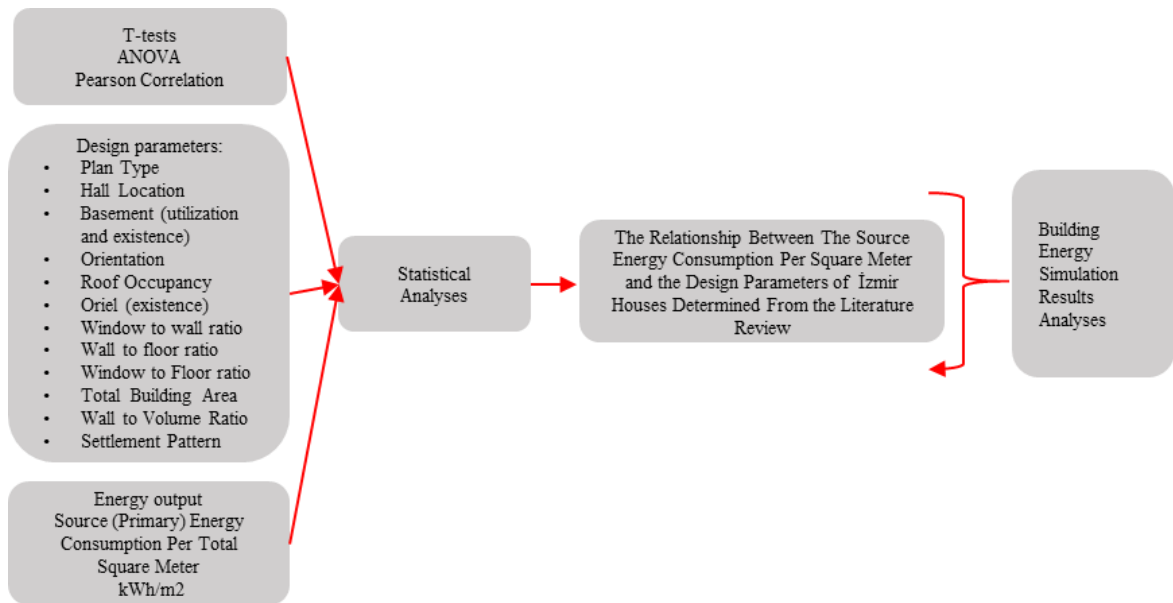 T-tests
ANOVA
Pearson Correlation
Design parameters:
• Plan Type
• Hall Location
• Basement (utilization
and existence)
• Orientation
• Roof Occupancy
• Oriel (existence)
• Window to wall ratio
• Wall to floor ratio
• Window to Floor ratio
• Total Building Area
• Wall to Volume Ratio
• Settlement Pattern
Energy output
Source (Primary) Energy
Consumption Per Total
Square Meter
kWh/m2
Statistical
Analyses
The Relationship Between The Source
Energy Consumption Per Square Meter
and the Design Parameters of İzmir
Houses Determined From the Literature
Review
Building
Energy
Simulation
Results
Analyses